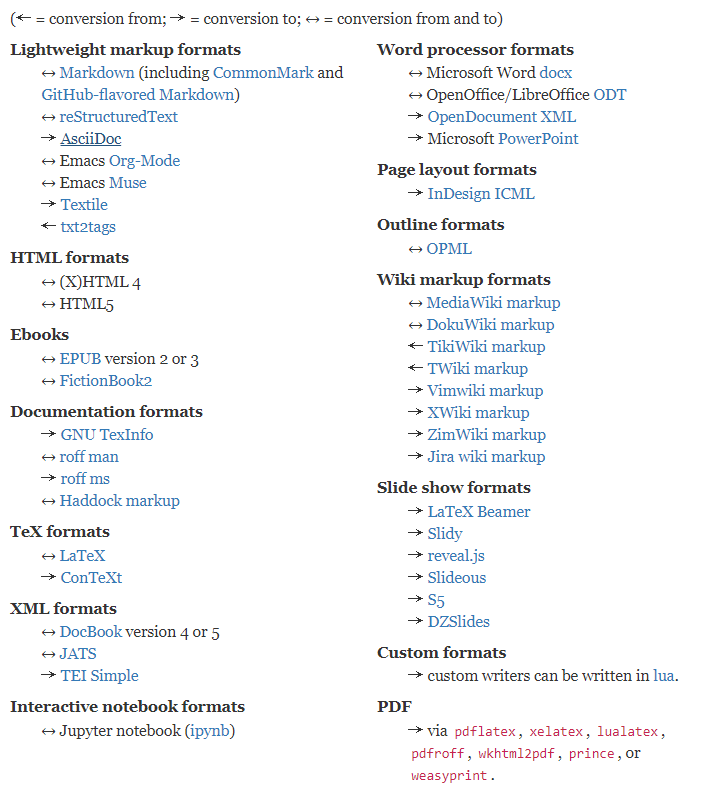 (← = conversion from; → = conversion to; ↔ = conversion from and to)
Lightweight markup formats
↔ Markdown (including CommonMark and
GitHub-flavored Markdown)
↔ reStructuredText
→ AsciiDoc
↔ Emacs Org-Mode
↔ Emacs Muse
→ Textile
← txt2tags
HTML formats
↔ (X)HTML 4
↔ HTML5
Ebooks
↔ EPUB version 2 or 3
↔ FictionBook2
Documentation formats
→ GNU TexInfo
↔ roff man
→ roff ms
↔ Haddock markup
TeX formats
↔ LaTeX
→ ConTeXt
XML formats
↔ DocBook version 4 or 5
↔ JATS
→ TEI Simple
Interactive notebook formats
↔ Jupyter notebook (ipynb)
Word processor formats
↔ Microsoft Word docx
↔ OpenOffice/LibreOffice ODT
→ OpenDocument XML
→ Microsoft PowerPoint
Page layout formats
→ InDesign ICML
Outline formats
↔ OPML
Wiki markup formats
↔ MediaWiki markup
↔ DokuWiki markup
← TikiWiki markup
← TWiki markup
→ Vimwiki markup
→ XWiki markup
→ ZimWiki markup
→ Jira wiki markup
Slide show formats
→ LaTeX Beamer
→ Slidy
→ reveal.js
→ Slideous
→ S5
→ DZSlides
Custom formats
→ custom writers can be written in lua.
PDF
→ via pdflatex, xelatex, lualatex,
pdfroff, wkhtml2pdf, prince, or
weasyprint.